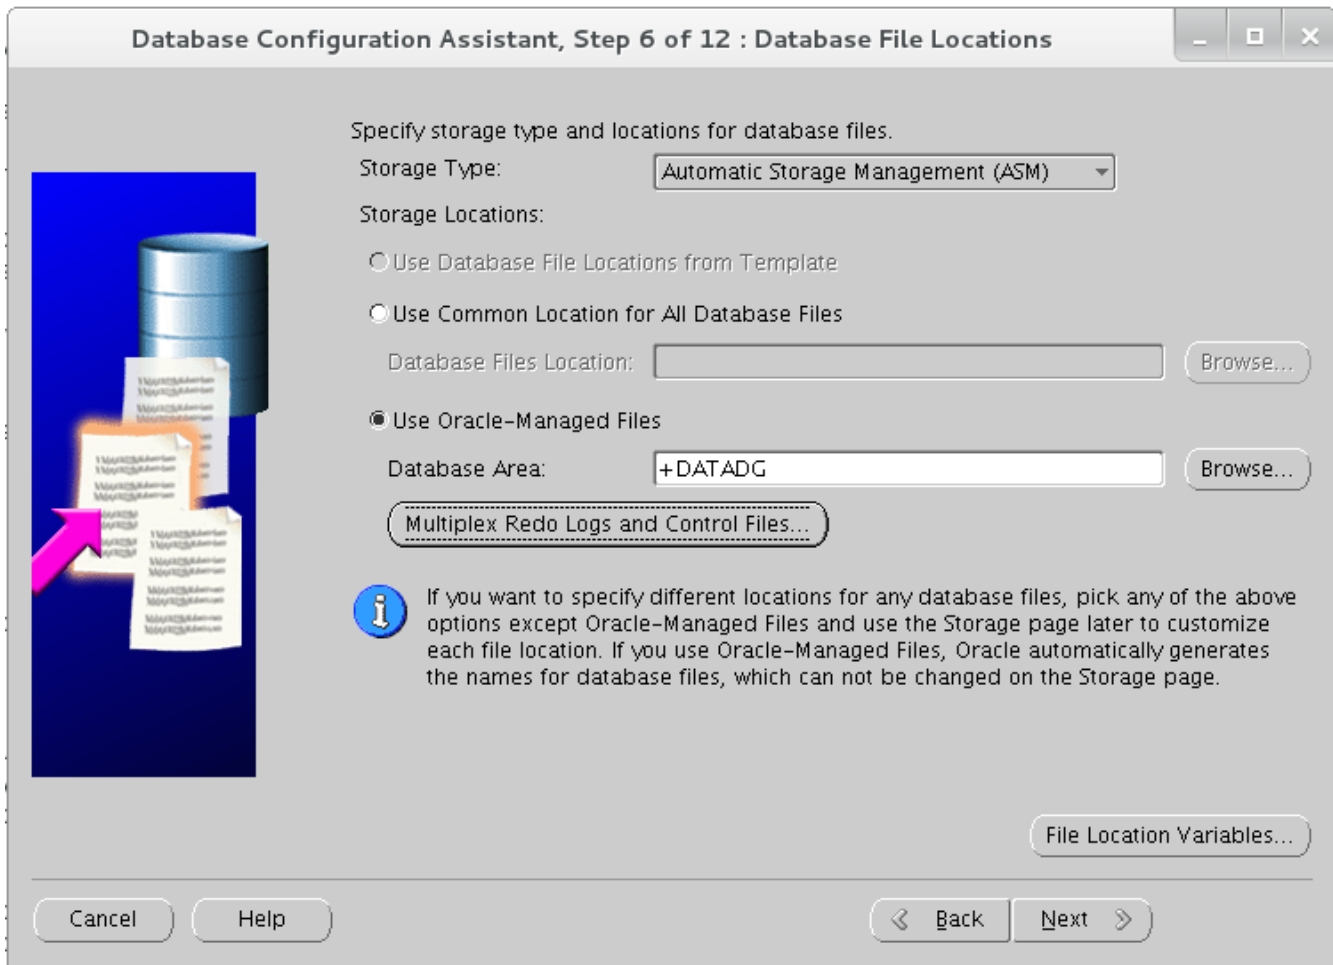 Database Configuration Assistant, Step 6 of 12 : Database File Locations
Specify storage type and locations for database files.
Storage Type: Automatic Storage Management (ASM)
Storage Locations:
Use Database File Locations from Template
Use Common Location for All Database Files
Database Files Location: Browse...
Use Oracle-Managed Files
Database Area: +DATADG Browse...
Multiplex Redo Logs and Control Files...
If you want to specify different locations for any database files, pick any of the above
options except Oracle-Managed Files and use the Storage page later to customize
each file location. If you use Oracle-Managed Files, Oracle automatically generates
the names for database files, which can not be changed on the Storage page.
File Location Variables...
Cancel Help Back Next